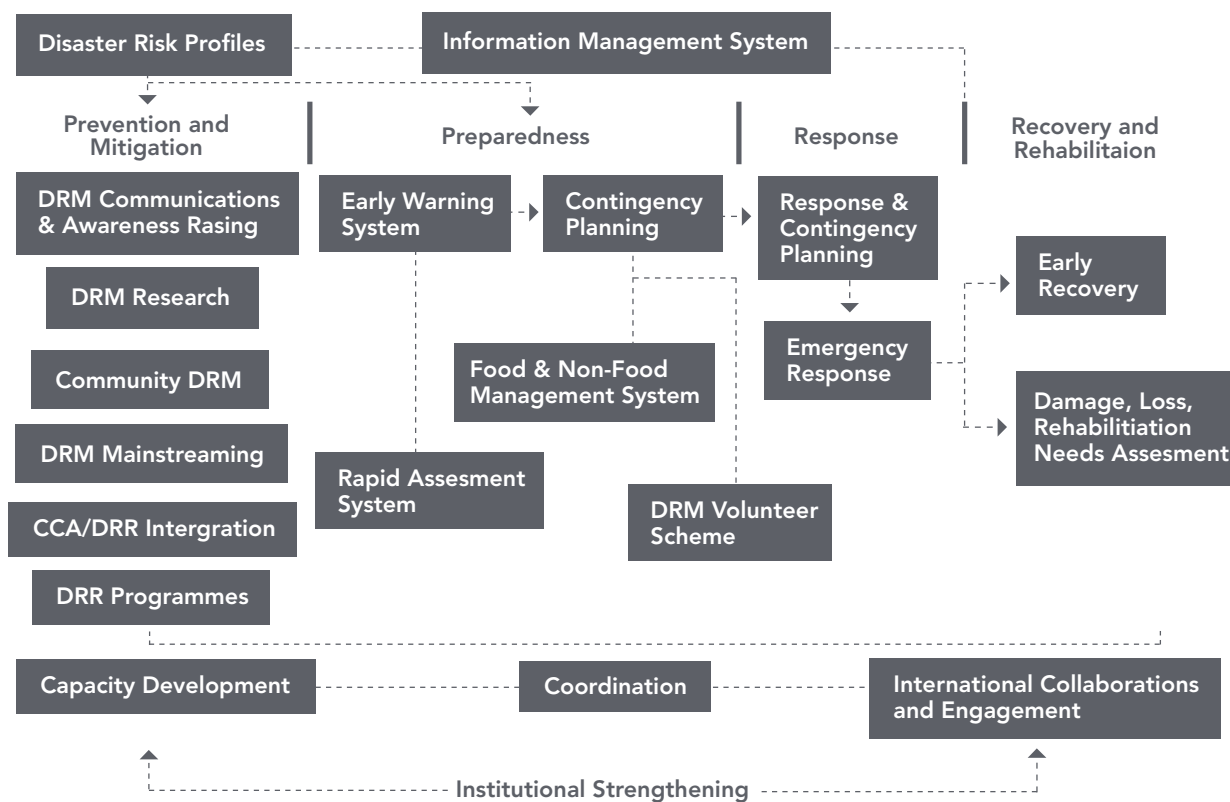 Disaster Risk Profiles
Information Management System
Prevention and
Mitigation
Preparedness
Response
Recovery and
Rehabilitaion
DRM Communications
& Awareness Rasing
DRM Research
Community DRM
DRM Mainstreaming
CCA/DRR Intergration
DRR Programmes
Early Warning
System
Contingency
Planning
Food & Non-Food
Management System
Rapid Assesment
System
DRM Volunteer
Scheme
Response &
Contingency
Planning
Emergency
Response
Early
Recovery
Damage, Loss,
Rehabilitiation
Needs Assesment
Capacity Development
Coordination
International Collaborations
and Engagement
Institutional Strengthening